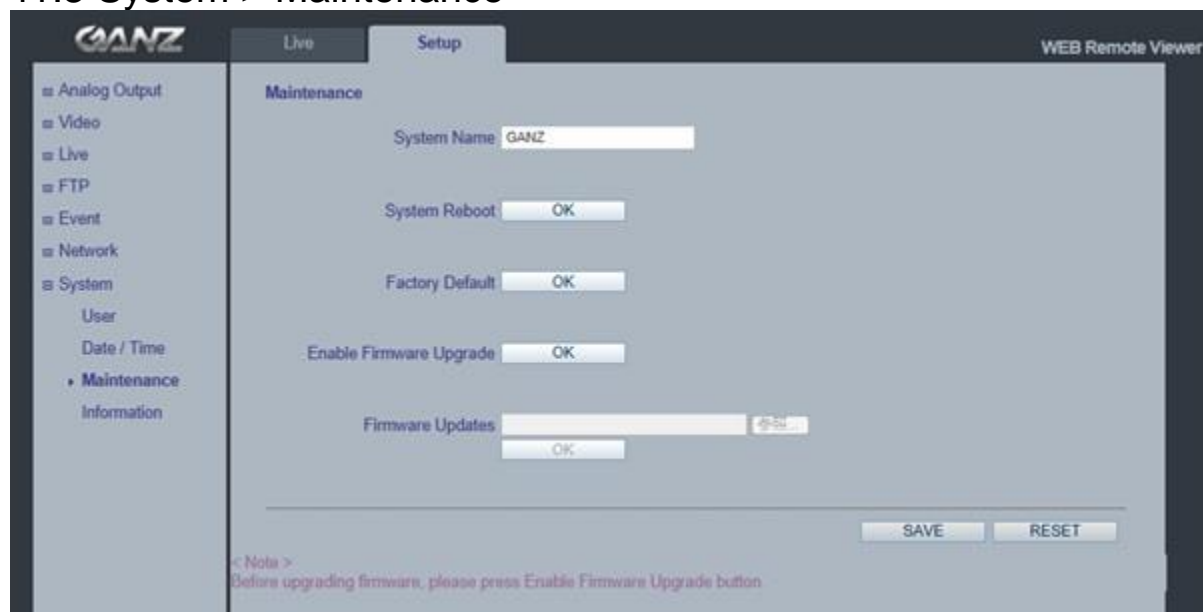 The System > Maintenance
GANZ
Live
Setup
WEB Remote Viewer
Analog Output
Video
Live
FTP
Event
Network
System
User
Date / Time
Maintenance
Information
Maintenance
System Name GANZ
System Reboot OK
Factory Default OK
Enable Firmware Upgrade OK
Firmware Updates 参照...
OK
SAVE RESET
< Note >
Before upgrading firmware, please press Enable Firmware Upgrade button